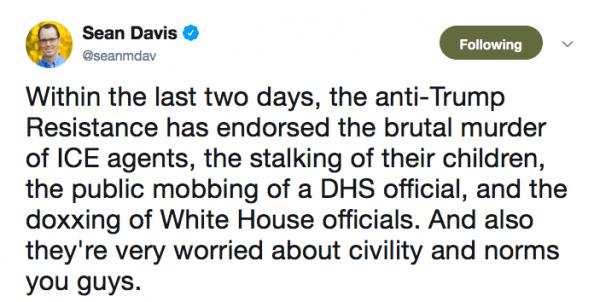 Sean Davis
@seanmdav
Following
Within the last two days, the anti-Trump
Resistance has endorsed the brutal murder
of ICE agents, the stalking of their children,
the public mobbing of a DHS official, and the
doxxing of White House officials. And also
they're very worried about civility and norms
you guys.